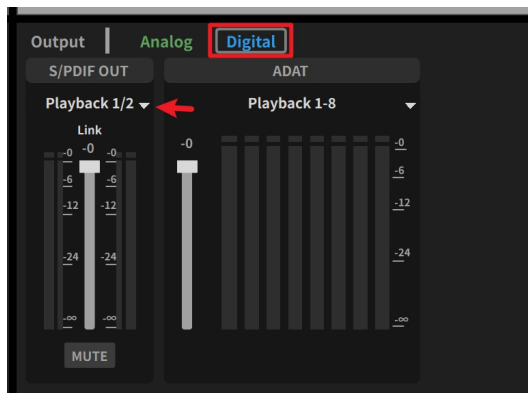 Output | Analog Digital
S/PDIF OUT ADAT
Playback 1/2 Playback 1-8
Link
-0 -0 -0 -0 -0
-6 -6 -6
-12 -12 -12
-24 -24 -24
-∞ -∞ -∞
MUTE